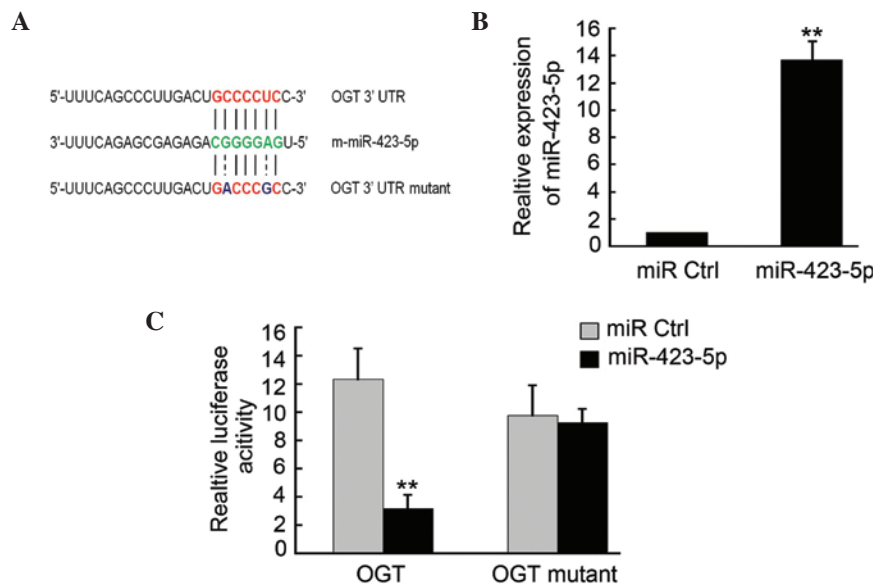 A
5'-UUUCAGCCCUUGACUGCCCCUCC-3' OGT 3' UTR
3'-UUUCAGAGCGAGAGACGGGGAGU-5' m-miR-423-5p
5'-UUUCAGCCCUUGACUGACCCGCC-3' OGT 3' UTR mutant
B
Realtive expression
of miR-423-5p
16
14
12
10
8
6
4
2
0
**
miR Ctrl miR-423-5p
C
Realtive luciferase
acitivity
16
14
12
10
8
6
4
2
0
**
miR Ctrl
miR-423-5p
OGT OGT mutant